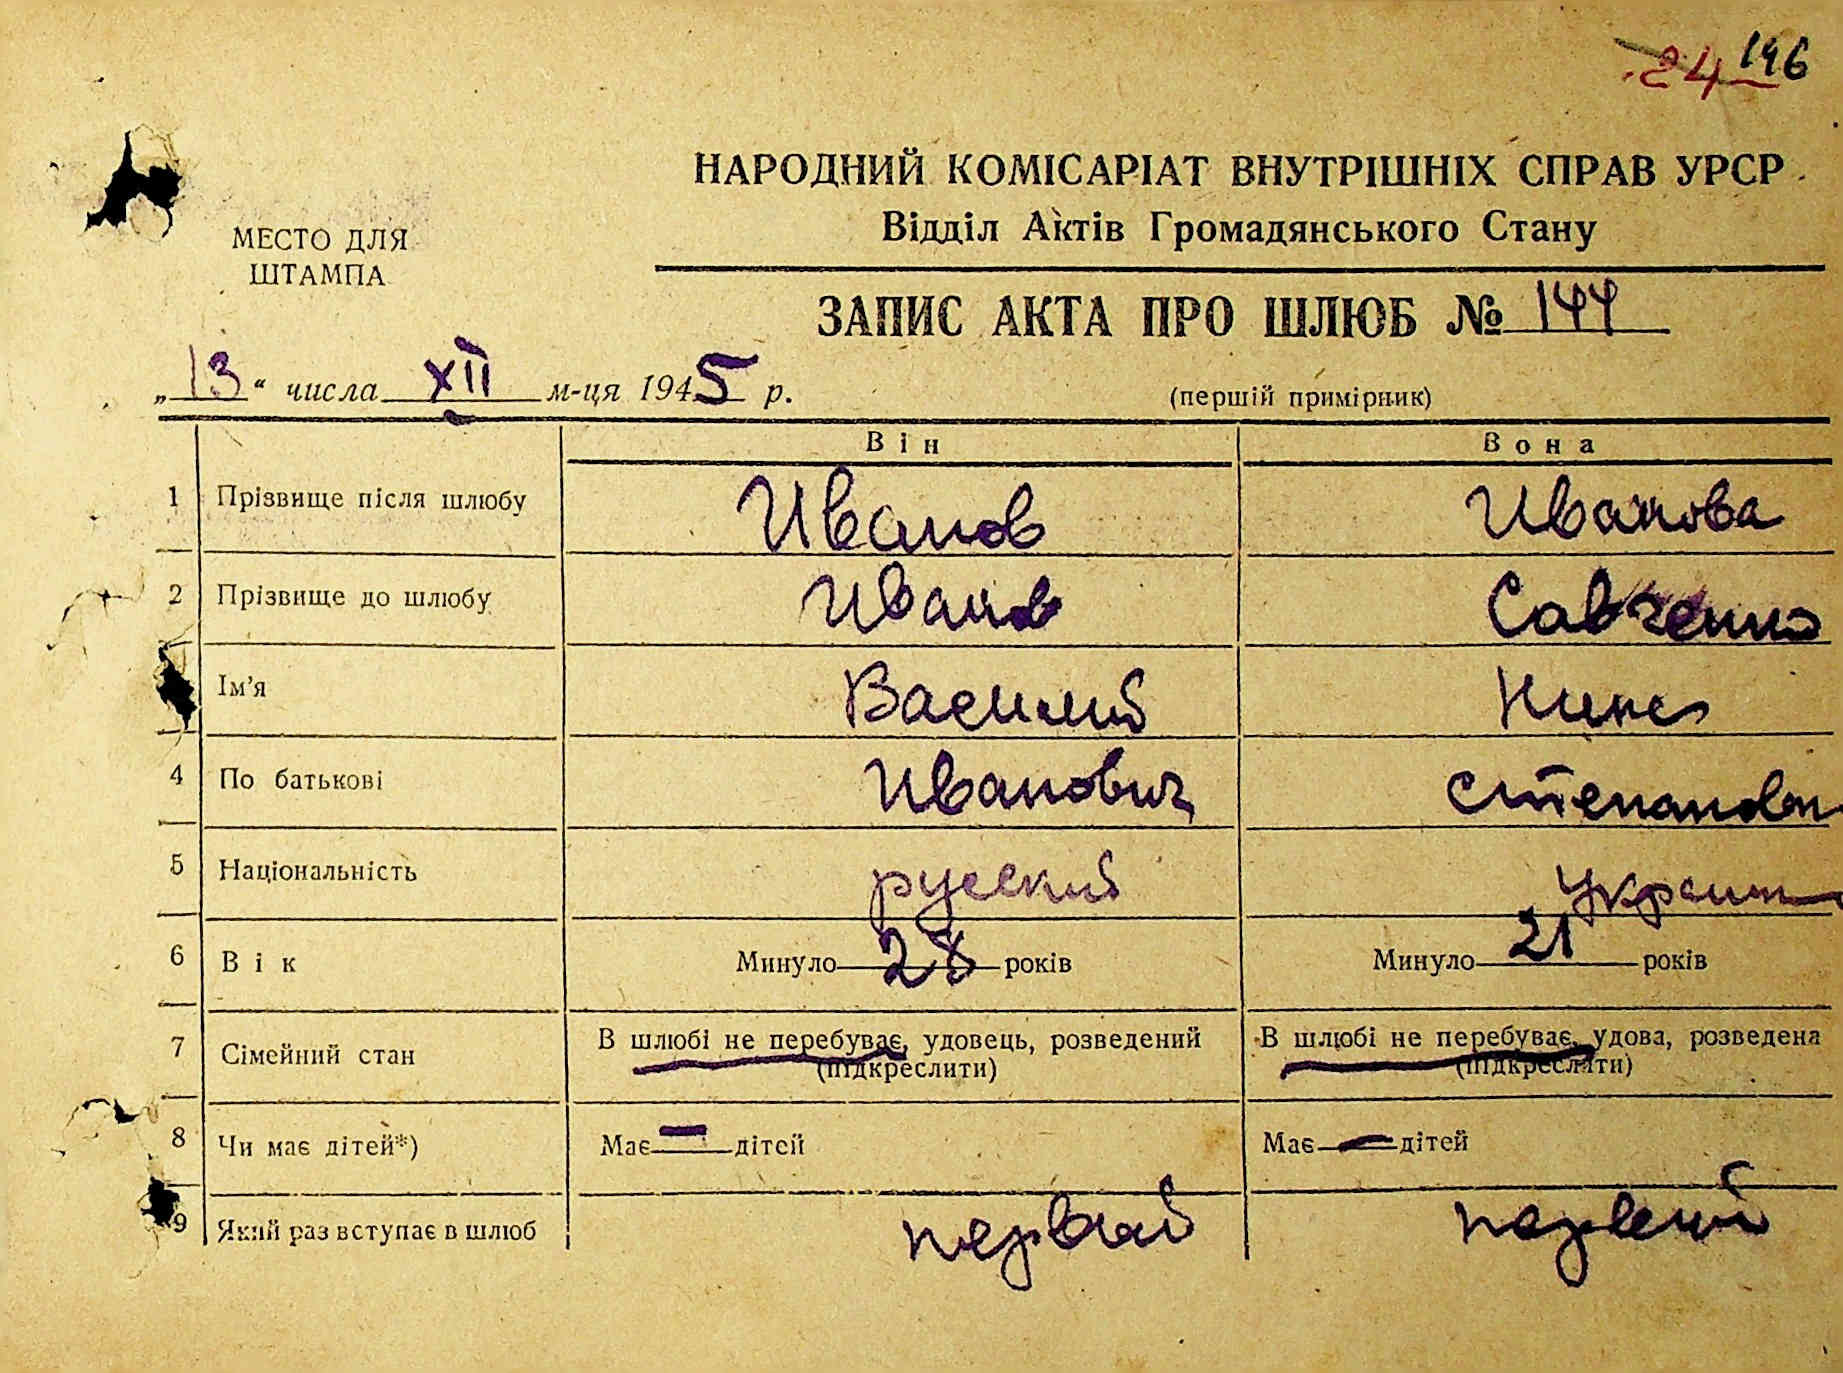 24 146
НАРОДНИЙ КОМІСАРІАТ ВНУТРІШНІХ СПРАВ УРСР
Відділ Актів Громадянського Стану
МЕСТО ДЛЯ
ШТАМПА
ЗАПИС АКТА ПРО ШЛЮБ № 144
„13“ числа XII м-ця 1945 р.
(перший примірник)
Він Вона
1 Прізвище після шлюбу Иванов Иванова
2 Прізвище до шлюбу Иванов Савченко
Ім'я Василий Нина
4 По батькові Иванович Степановн
5 Національність русский украин
6 Вік Минуло 28 років Минуло 21 років
7 Сімейний стан В шлюбі не перебуває, удовець, розведений В шлюбі не перебуває, удова, розведена
(підкреслити) (підкреслити)
8 Чи має дітей*) Має — дітей Має — дітей
9 Який раз вступає в шлюб первый первый